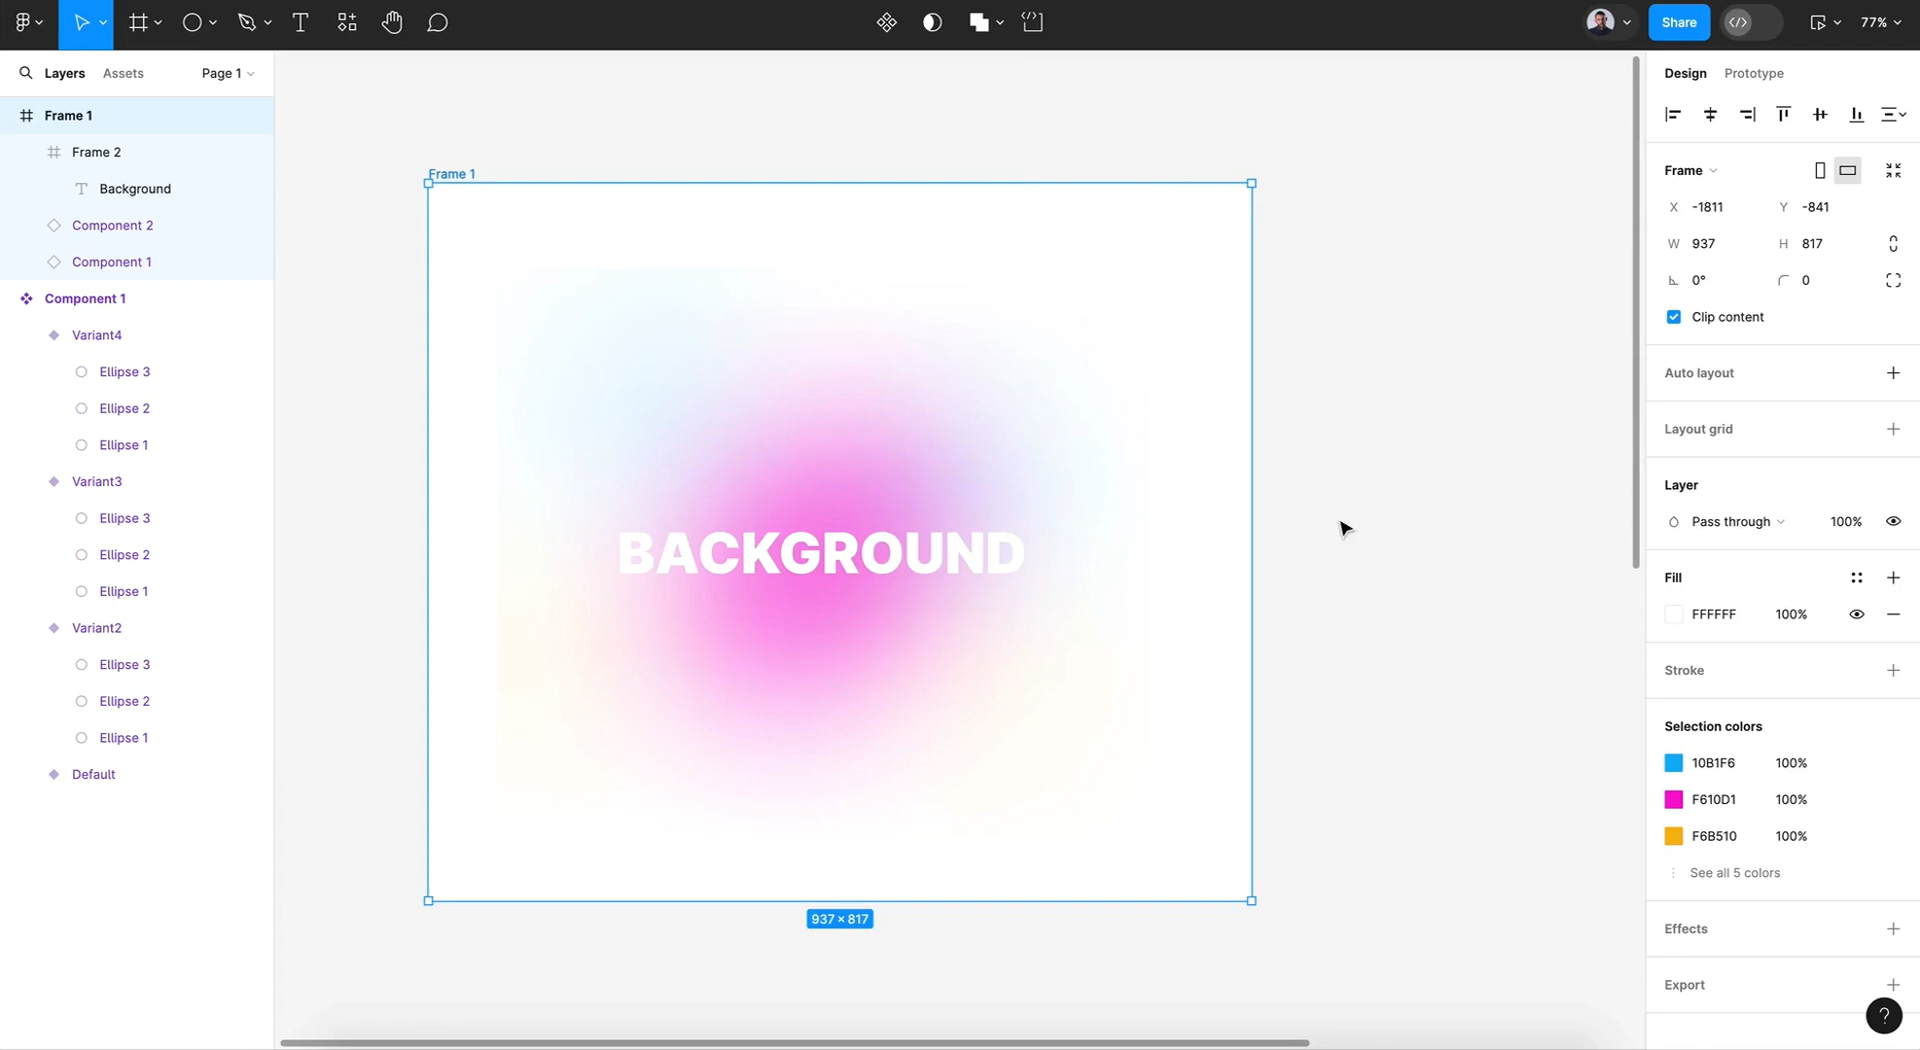 77%
Share
Layers Assets Page 1
Frame 1
Frame 2
Background
Component 2
Component 1
Component 1
Variant4
Ellipse 3
Ellipse 2
Ellipse 1
Variant3
Ellipse 3
Ellipse 2
Ellipse 1
Variant2
Ellipse 3
Ellipse 2
Ellipse 1
Default
Frame 1
BACKGROUND
937 × 817
Design Prototype
Frame
X -1811 Y -841
W 937 H 817
0° 0
Clip content
Auto layout
Layout grid
Layer
Pass through 100%
Fill
FFFFFF 100%
Stroke
Selection colors
10B1F6 100%
F610D1 100%
F6B510 100%
See all 5 colors
Effects
Export
?